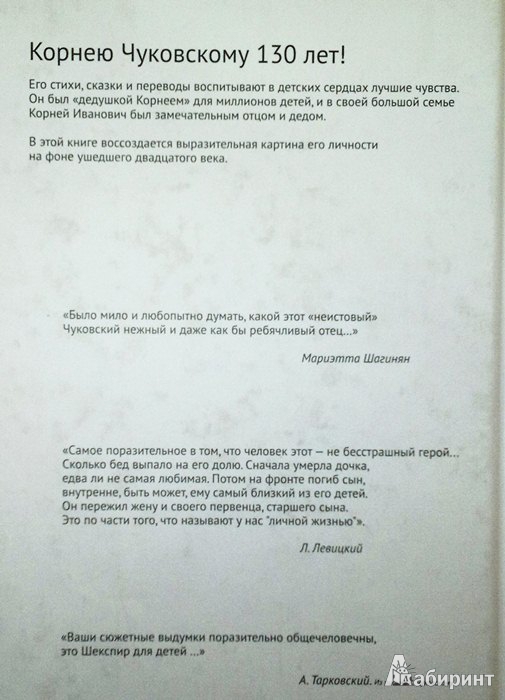 Корнею Чуковскому 130 лет!
Его стихи, сказки и переводы воспитывают в детских сердцах лучшие чувства.
Он был «дедушкой Корнеем» для миллионов детей, и в своей большой семье
Корней Иванович был замечательным отцом и дедом.
В этой книге воссоздается выразительная картина его личности
на фоне ушедшего двадцатого века.
«Было мило и любопытно думать, какой этот «неистовый»
Чуковский нежный и даже как бы ребячливый отец...»
Мариэтта Шагинян
«Самое поразительное в том, что человек этот — не бесстрашный герой...
Сколько бед выпало на его долю. Сначала умерла дочка,
едва ли не самая любимая. Потом на фронте погиб сын,
внутренне, быть может, ему самый близкий из его детей.
Он пережил жену и своего первенца, старшего сына.
Это по части того, что называют у нас "личной жизнью"».
Л. Левицкий
«Ваши сюжетные выдумки поразительно общечеловечны,
это Шекспир для детей ...»
А. Тарковский.
Лабиринт